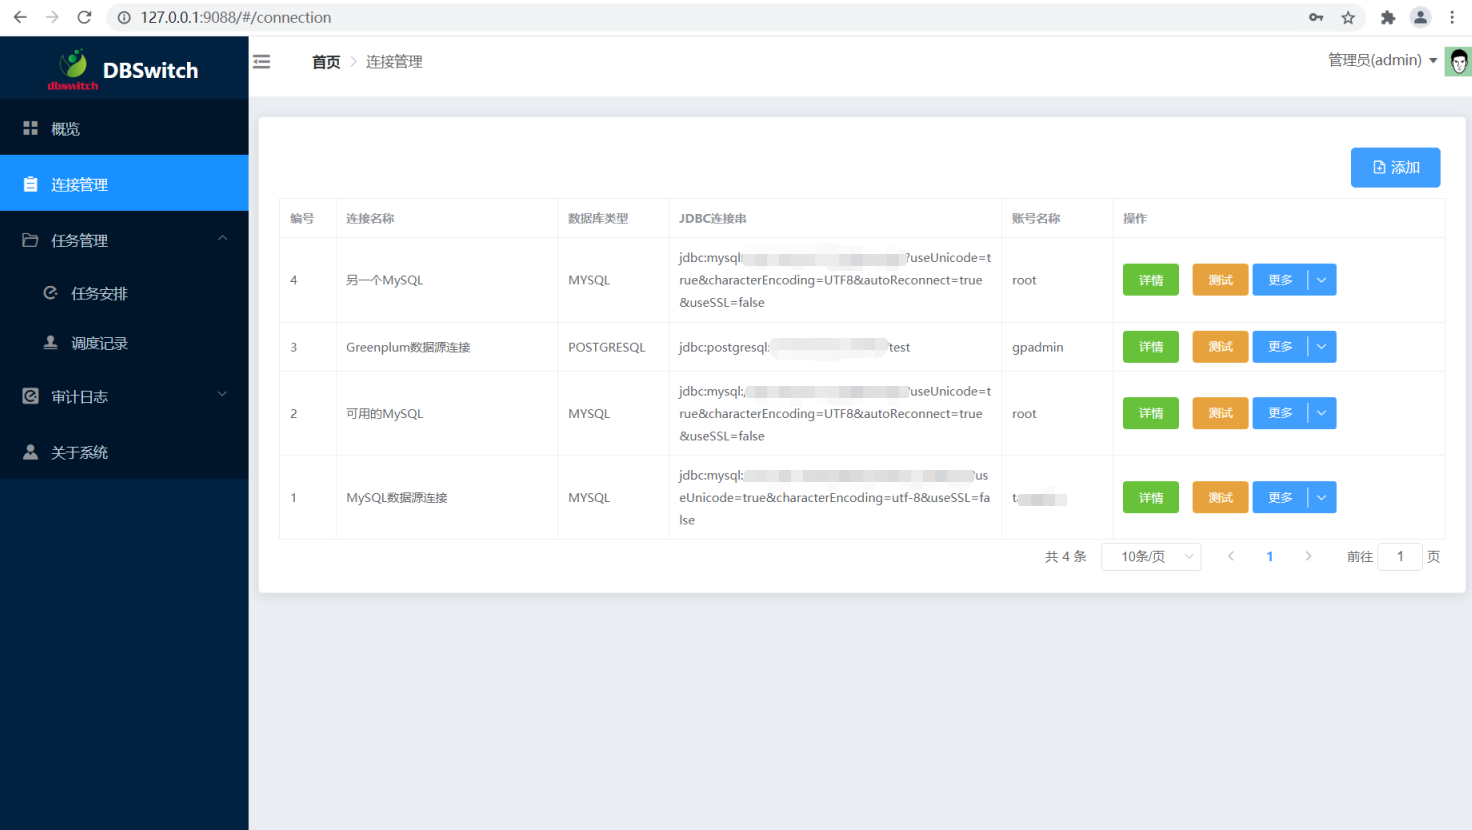 127.0.0.1:9088/#/connection
dbswitch
DBSwitch
首页
连接管理
管理员(admin)
概览
连接管理
任务管理
任务安排
调度记录
审计日志
关于系统
添加
编号 连接名称 数据库类型 JDBC连接串 账号名称 操作
4 另一个MySQL MYSQL jdbc:mysql ?useUnicode=t
rue&characterEncoding=UTF8&autoReconnect=true
&useSSL=false
root 详情 测试 更多
3 Greenplum数据源连接 POSTGRESQL jdbc:postgresql: test gpadmin 详情 测试 更多
2 可用的MySQL MYSQL jdbc:mysql: ?useUnicode=t
rue&characterEncoding=UTF8&autoReconnect=true
&useSSL=false
root 详情 测试 更多
1 MySQL数据源连接 MYSQL jdbc:mysql: ?us
eUnicode=true&characterEncoding=utf-8&useSSL=fa
lse
详情 测试 更多
共 4 条 10条/页 1 前往 1 页